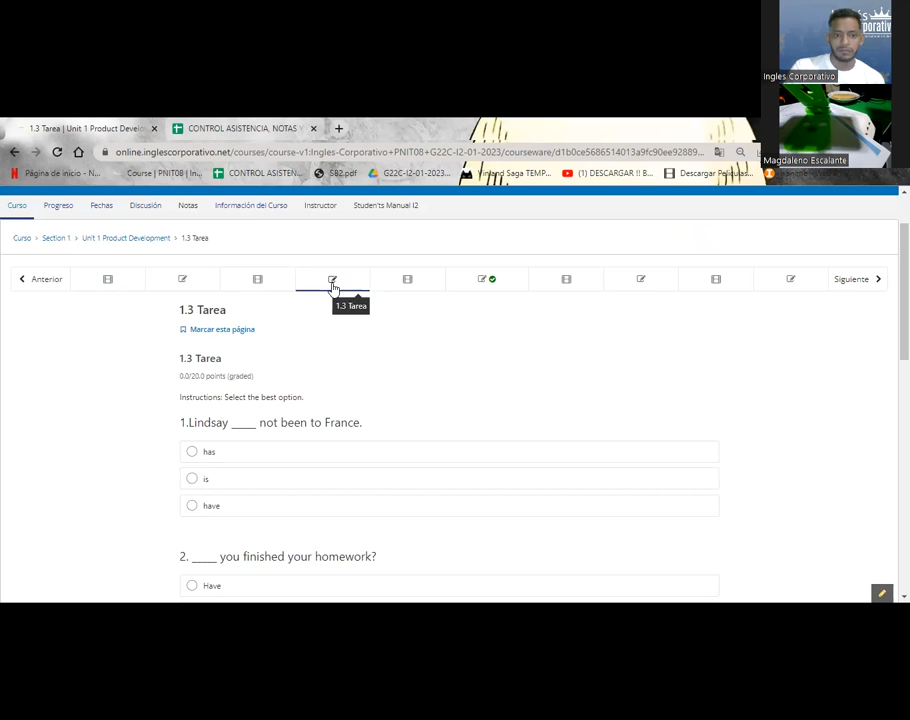 Ingles Corporativo
Magdaleno Escalante
1.3 Tarea | Unit 1 Product Develo
CONTROL ASISTENCIA, NOTAS Y
online.inglescorporativo.net/courses/course-v1:Ingles-Corporativo+PNIT08+G22C-I2-01-2023/courseware/d1b0ce5686514013a9fc90ee92889...
Página de inicio - N...
Course | PNIT08 | In...
CONTROL ASISTEN...
582.pdf
G22C-I2-01-2023...
Vinland Saga TEMP...
(1) DESCARGAR !! B...
Descargar Películas...
Curso
Progreso
Fechas
Discusión
Notas
Información del Curso
Instructor
Studen'ts Manual I2
Curso > Section 1 > Unit 1 Product Development > 1.3 Tarea
Anterior
Siguiente
1.3 Tarea
1.3 Tarea
Marcar esta página
1.3 Tarea
0.0/20.0 points (graded)
Instructions: Select the best option.
1.Lindsay ____ not been to France.
has
is
have
2. ____ you finished your homework?
Have